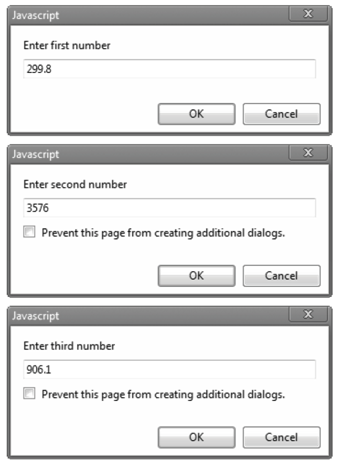 Javascript
Enter first number
299.8
OK Cancel
Javascript
Enter second number
3576
Prevent this page from creating additional dialogs.
OK Cancel
Javascript
Enter third number
906.1
Prevent this page from creating additional dialogs.
OK Cancel